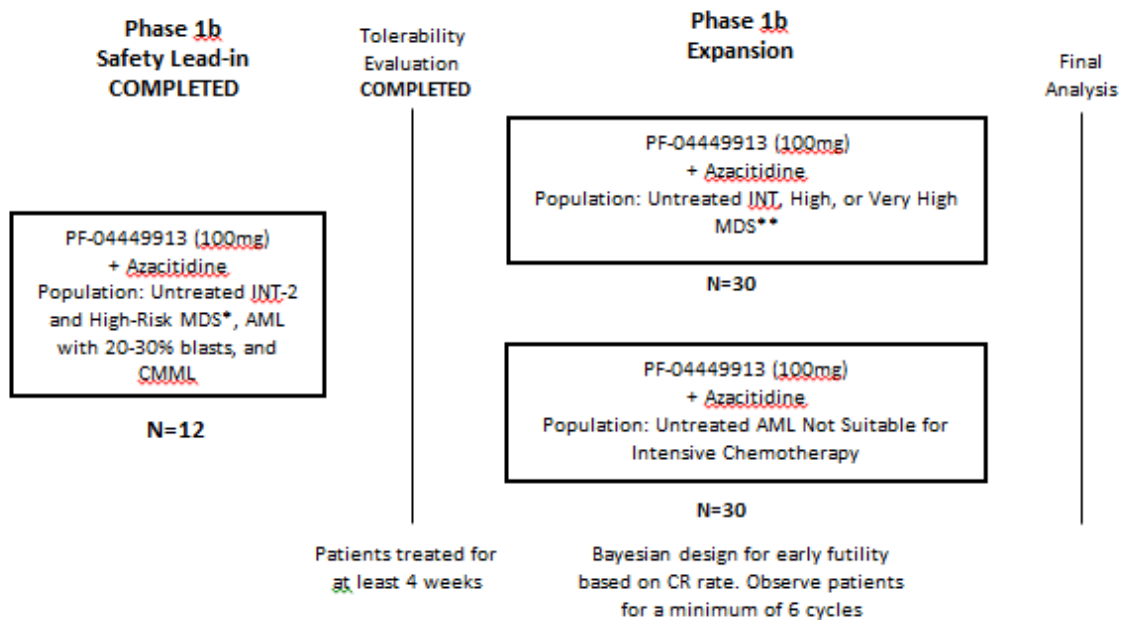 Phase 1b
Safety Lead-in
COMPLETED
PF-04449913 (100mg)
+ Azacitidine
Population: Untreated INT-2
and High-Risk MDS*, AML
with 20-30% blasts, and
CMML
N=12
Tolerability
Evaluation
COMPLETED
Patients treated for
at least 4 weeks
Phase 1b
Expansion
PF-04449913 (100mg)
+ Azacitidine
Population: Untreated INT, High, or Very High
MDS**
N=30
PF-04449913 (100mg)
+ Azacitidine
Population: Untreated AML Not Suitable for
Intensive Chemotherapy
N=30
Bayesian design for early futility
based on CR rate. Observe patients
for a minimum of 6 cycles
Final
Analysis